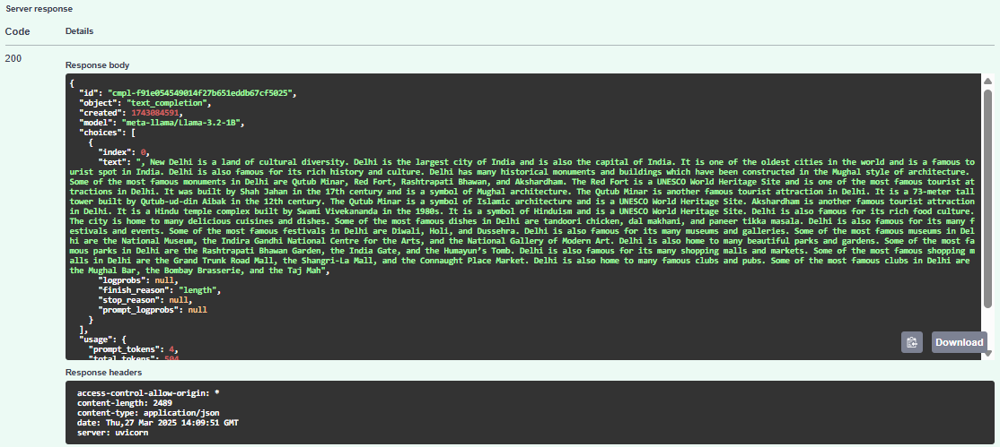 Server response
Code Details
200
Response body
{
"id": "cmpl-f91e054549014f27b651eddb67cf5025",
"object": "text_completion",
"created": 1743084591,
"model": "meta-llama/Llama-3.2-1B",
"choices": [
{
"index": 0,
"text": ", New Delhi is a land of cultural diversity. Delhi is the largest city of India and is also the capital of India. It is one of the oldest cities in the world and is a famous to
urist spot in India. Delhi is also famous for its rich history and culture. Delhi has many historical monuments and buildings which have been constructed in the Mughal style of architecture.
Some of the most famous monuments in Delhi are Qutub Minar, Red Fort, Rashtrapati Bhawan, and Akshardham. The Red Fort is a UNESCO World Heritage Site and is one of the most famous tourist at
tractions in Delhi. It was built by Shah Jahan in the 17th century and is a symbol of Mughal architecture. The Qutub Minar is another famous tourist attraction in Delhi. It is a 73-meter tall
tower built by Qutub-ud-din Aibak in the 12th century. The Qutub Minar is a symbol of Islamic architecture and is a UNESCO World Heritage Site. Akshardham is another famous tourist attraction
in Delhi. It is a Hindu temple complex built by Swami Vivekananda in the 1980s. It is a symbol of Hinduism and is a UNESCO World Heritage Site. Delhi is also famous for its rich food culture.
The city is home to many delicious cuisines and dishes. Some of the most famous dishes in Delhi are tandoori chicken, dal makhani, and paneer tikka masala. Delhi is also famous for its many f
estivals and events. Some of the most famous festivals in Delhi are Diwali, Holi, and Dussehra. Delhi is also famous for its many museums and galleries. Some of the most famous museums in Del
hi are the National Museum, the Indira Gandhi National Centre for the Arts, and the National Gallery of Modern Art. Delhi is also home to many beautiful parks and gardens. Some of the most fa
mous parks in Delhi are the Rashtrapati Bhawan Garden, the India Gate, and the Humayun's Tomb. Delhi is also famous for its many shopping malls and markets. Some of the most famous shopping m
alls in Delhi are the Grand Trunk Road Mall, the Shangri-La Mall, and the Connaught Place Market. Delhi is also home to many famous clubs and pubs. Some of the most famous clubs in Delhi are
the Mughal Bar, the Bombay Brasserie, and the Taj Mah",
"logprobs": null,
"finish_reason": "length",
"stop_reason": null,
"prompt_logprobs": null
}
],
"usage": {
"prompt_tokens": 4,
"total_tokens": 504
Download
Response headers
access-control-allow-origin: *
content-length: 2489
content-type: application/json
date: Thu,27 Mar 2025 14:09:51 GMT
server: uvicorn